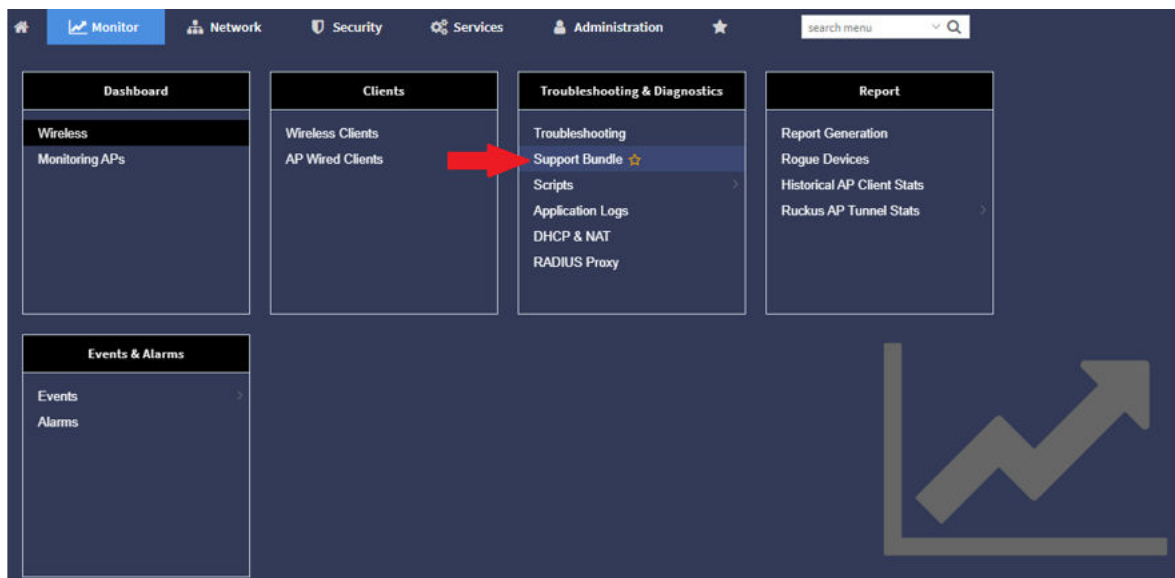 Monitor Network Security Services Administration search menu
Dashboard
Wireless
Monitoring APs
Clients
Wireless Clients
AP Wired Clients
Troubleshooting & Diagnostics
Troubleshooting
Support Bundle
Scripts
Application Logs
DHCP & NAT
RADIUS Proxy
Report
Report Generation
Rogue Devices
Historical AP Client Stats
Ruckus AP Tunnel Stats
Events & Alarms
Events
Alarms